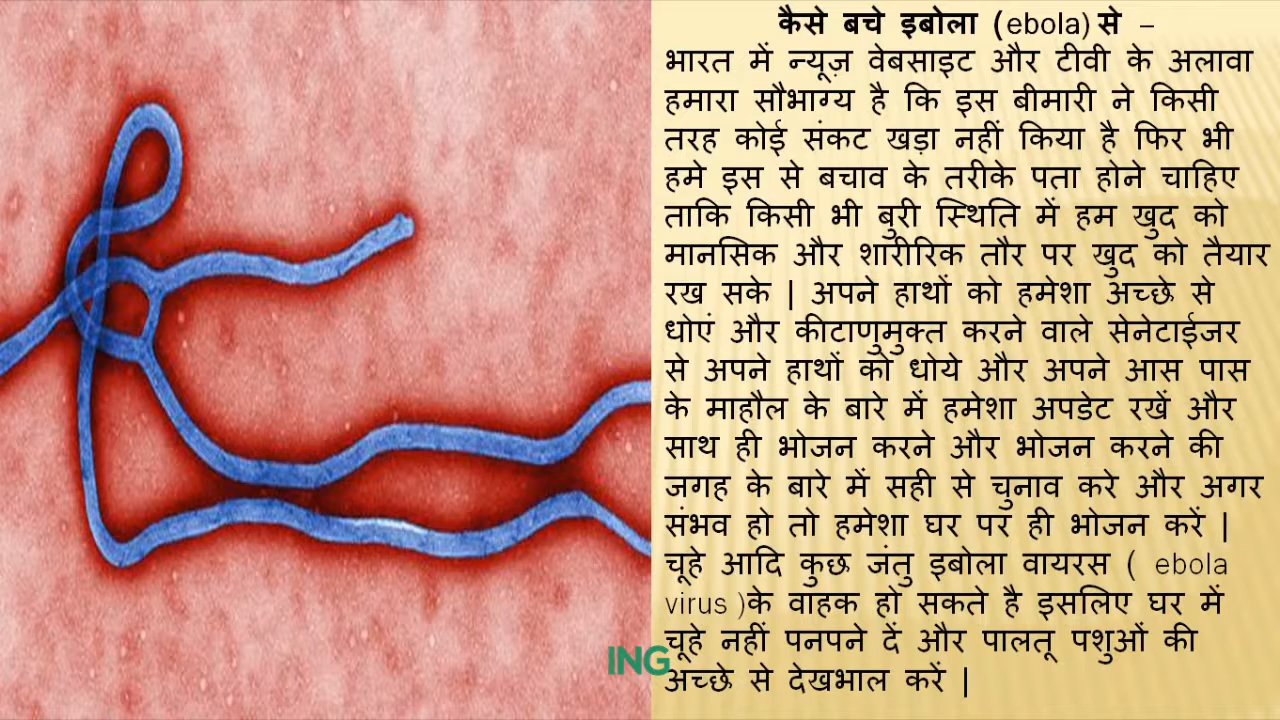 कैसे बचे इबोला (ebola) से –
भारत में न्यूज़ वेबसाइट और टीवी के अलावा
हमारा सौभाग्य है कि इस बीमारी ने किसी
तरह कोई संकट खड़ा नहीं किया है फिर भी
हमे इस से बचाव के तरीके पता होने चाहिए
ताकि किसी भी बुरी स्थिति में हम खुद को
मानसिक और शारीरिक तौर पर खुद को तैयार
रख सके | अपने हाथों को हमेशा अच्छे से
धोएं और कीटाणुमुक्त करने वाले सेनेटाईजर
से अपने हाथों को धोये और अपने आस पास
के माहौल के बारे में हमेशा अपडेट रखें और
साथ ही भोजन करने और भोजन करने की
जगह के बारे में सही से चुनाव करे और अगर
संभव हो तो हमेशा घर पर ही भोजन करें |
चूहे आदि कुछ जंतु इबोला वायरस ( ebola
virus )के वाहक हो सकते है इसलिए घर में
चूहे नहीं पनपने दें और पालतू पशुओं की
अच्छे से देखभाल करें |
ING